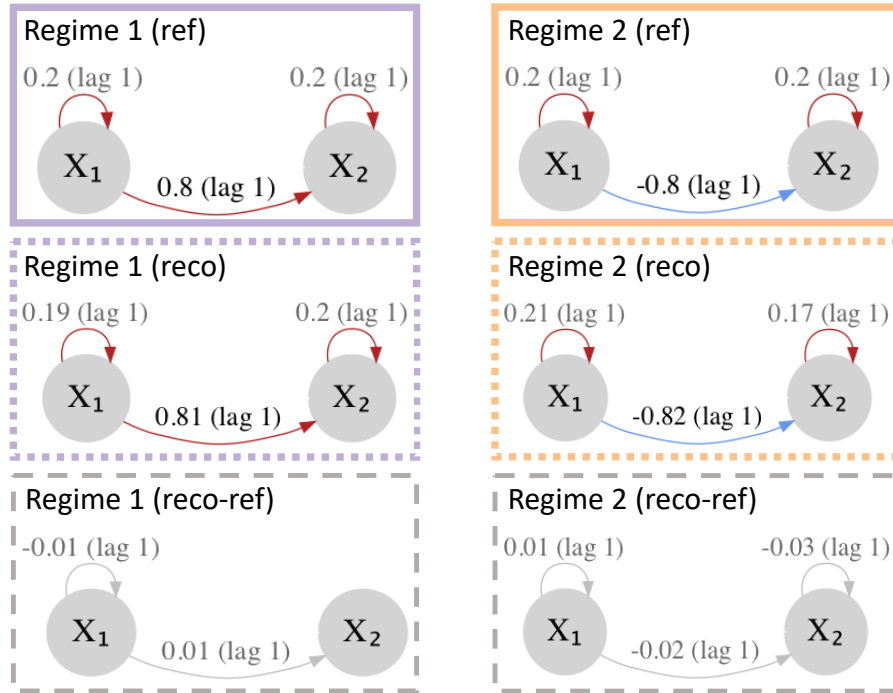 Regime 1 (ref)
0.2 (lag 1)
0.2 (lag 1)
X₁
X₂
0.8 (lag 1)
Regime 2 (ref)
0.2 (lag 1)
0.2 (lag 1)
X₁
X₂
-0.8 (lag 1)
Regime 1 (reco)
0.19 (lag 1)
0.2 (lag 1)
X₁
X₂
0.81 (lag 1)
Regime 2 (reco)
0.21 (lag 1)
0.17 (lag 1)
X₁
X₂
-0.82 (lag 1)
Regime 1 (reco-ref)
-0.01 (lag 1)
X₁
X₂
0.01 (lag 1)
Regime 2 (reco-ref)
0.01 (lag 1)
-0.03 (lag 1)
X₁
X₂
-0.02 (lag 1)